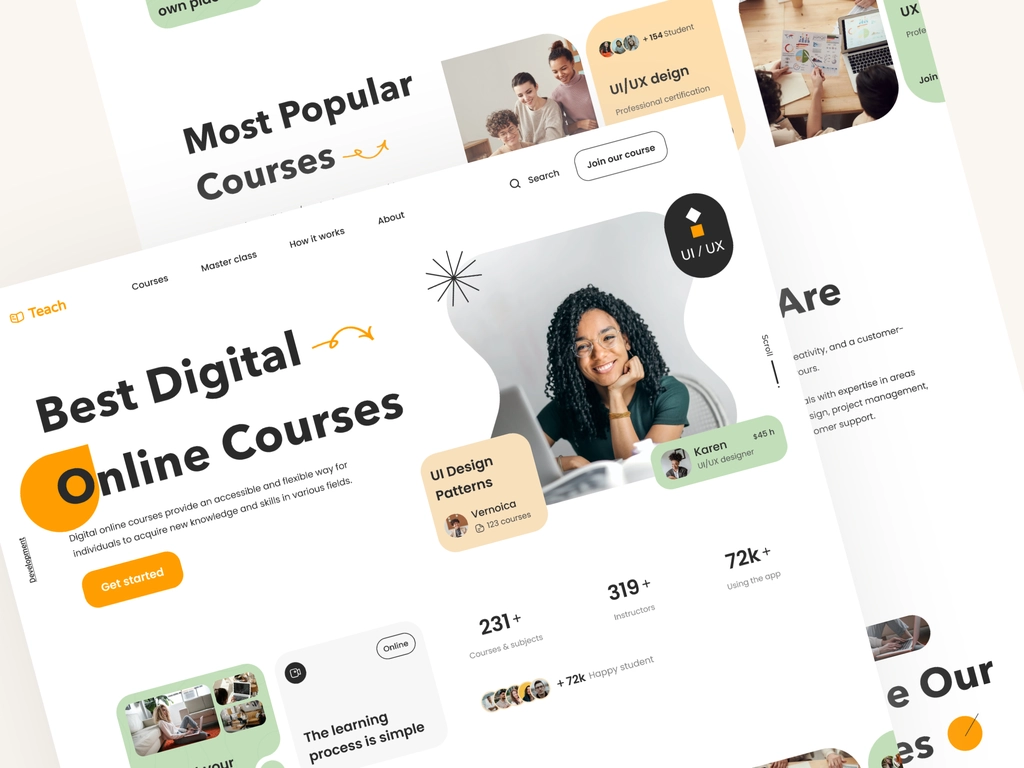 own
Most Popular
Courses
+ 154 Student
UI/UX deign
Professional certification
UX
Join
Search
Join our course
Teach
Courses
Master class
How it works
About
UI / UX
Best Digital
Online Courses
Digital online courses provide an accessible and flexible way for
individuals to acquire new knowledge and skills in various fields.
Development
Get started
Scroll
UI Design
Patterns
Vernoica
123 courses
Karen
$45 h
UI/UX designer
231+
Courses & subjects
319+
Instructors
72k+
Using the app
+ 72k Happy student
Online
The learning
process is simple
your
Are
eativity, and a customer-
ours.
als with expertise in areas
sign, project management,
omer support.
e Our
es